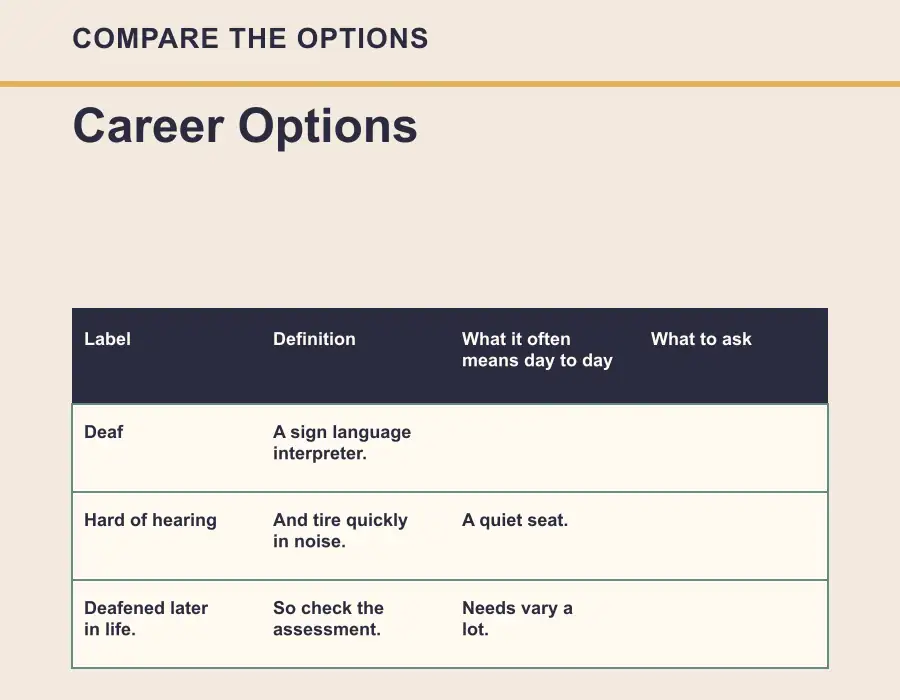 COMPARE THE OPTIONS
Career Options
Label
Definition
What it often
means day to day
What to ask
Deaf
A sign language
interpreter.
Hard of hearing
And tire quickly
in noise.
A quiet seat.
Deafened later
in life.
So check the
assessment.
Needs vary a
lot.